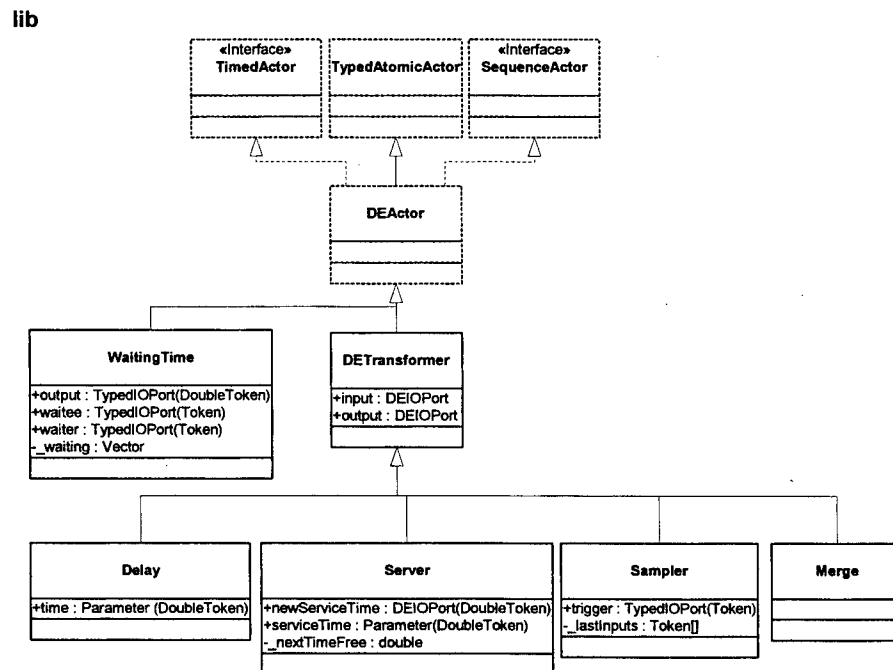 lib
«Interface»
TimedActor
TypedAtomicActor
«Interface»
SequenceActor
DEActor
WaitingTime
+output : TypedIOPort(DoubleToken)
+waitee : TypedIOPort(Token)
+waiter : TypedIOPort(Token)
-_waiting : Vector
DETransformer
+input : DEIOPort
+output : DEIOPort
Delay
+time : Parameter (DoubleToken)
Server
+newServiceTime : DEIOPort(DoubleToken)
+serviceTime : Parameter(DoubleToken)
-_nextTimeFree : double
Sampler
+trigger : TypedIOPort(Token)
-_lastInputs : Token[]
Merge